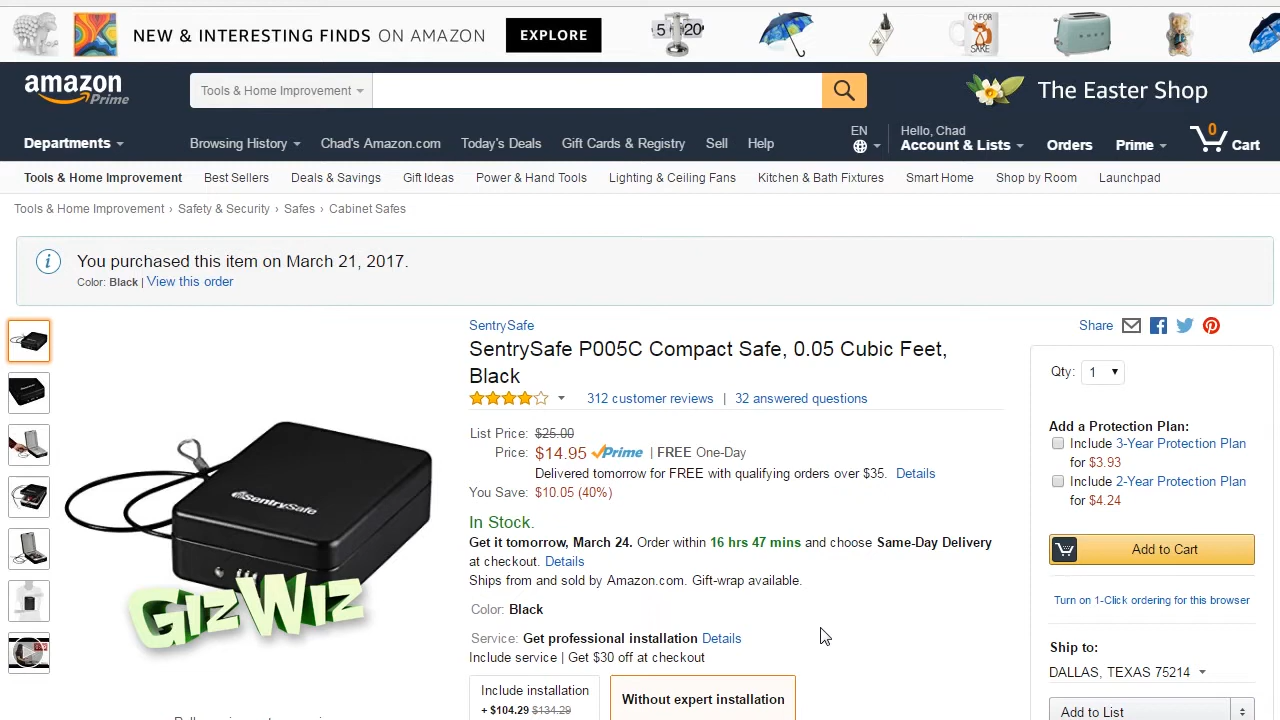 NEW & INTERESTING FINDS ON AMAZON
EXPLORE
5 20
OH FOR
SAKE
amazon
Prime
Tools & Home Improvement
The Easter Shop
Departments
Browsing History
Chad's Amazon.com
Today's Deals
Gift Cards & Registry
Sell
Help
EN
Hello, Chad
Account & Lists
Orders
Prime
0
Cart
Tools & Home Improvement
Best Sellers
Deals & Savings
Gift Ideas
Power & Hand Tools
Lighting & Ceiling Fans
Kitchen & Bath Fixtures
Smart Home
Shop by Room
Launchpad
Tools & Home Improvement › Safety & Security › Safes › Cabinet Safes
You purchased this item on March 21, 2017.
Color: Black | View this order
SentrySafe
GizWiz
SentrySafe
SentrySafe P005C Compact Safe, 0.05 Cubic Feet,
Black
312 customer reviews | 32 answered questions
List Price: $25.00
Price: $14.95 Prime | FREE One-Day
Delivered tomorrow for FREE with qualifying orders over $35. Details
You Save: $10.05 (40%)
In Stock.
Get it tomorrow, March 24. Order within 16 hrs 47 mins and choose Same-Day Delivery
at checkout. Details
Ships from and sold by Amazon.com. Gift-wrap available.
Color: Black
Service: Get professional installation Details
Include service | Get $30 off at checkout
Include installation
+ $104.29 $134.29
Without expert installation
Share
Qty: 1
Add a Protection Plan:
Include 3-Year Protection Plan
for $3.93
Include 2-Year Protection Plan
for $4.24
Add to Cart
Turn on 1-Click ordering for this browser
Ship to:
DALLAS, TEXAS 75214
Add to List